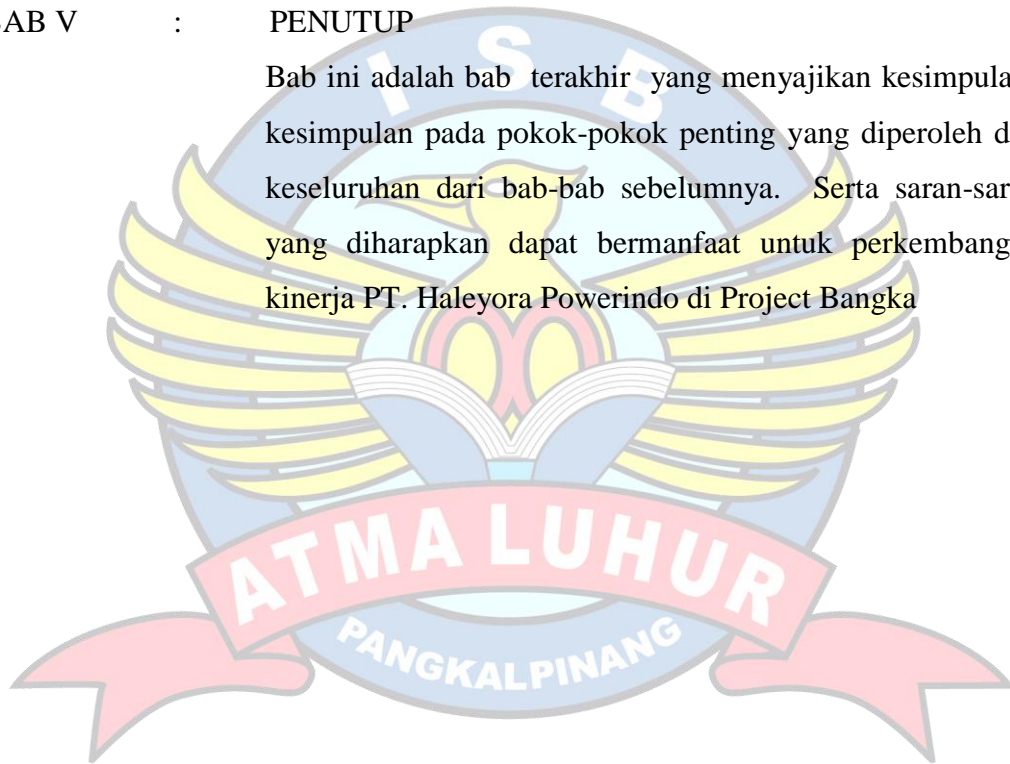 AB V : PENUTUP
Bab ini adalah bab terakhir yang menyajikan kesimpula
kesimpulan pada pokok-pokok penting yang diperoleh d
keseluruhan dari bab-bab sebelumnya. Serta saran-sar
yang diharapkan dapat bermanfaat untuk perkembang
kinerja PT. Haleyora Powerindo di Project Bangka
ISB
ATMA LUHUR
PANGKALPINANG